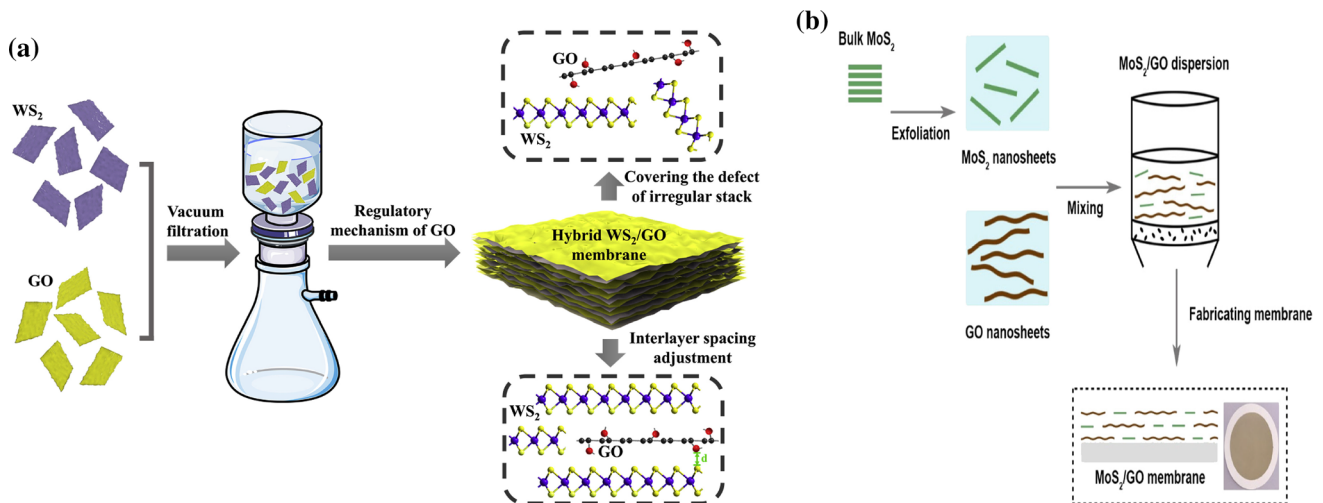 (a)
WS₂
GO
Vacuum
filtration
Regulatory
mechanism of GO
GO
WS₂
Covering the defect
of irregular stack
Hybrid WS₂/GO
membrane
Interlayer spacing
adjustment
WS₂
GO
d
(b)
Bulk MoS₂
Exfoliation
MoS₂ nanosheets
GO nanosheets
Mixing
MoS₂/GO dispersion
Fabricating membrane
MoS₂/GO membrane